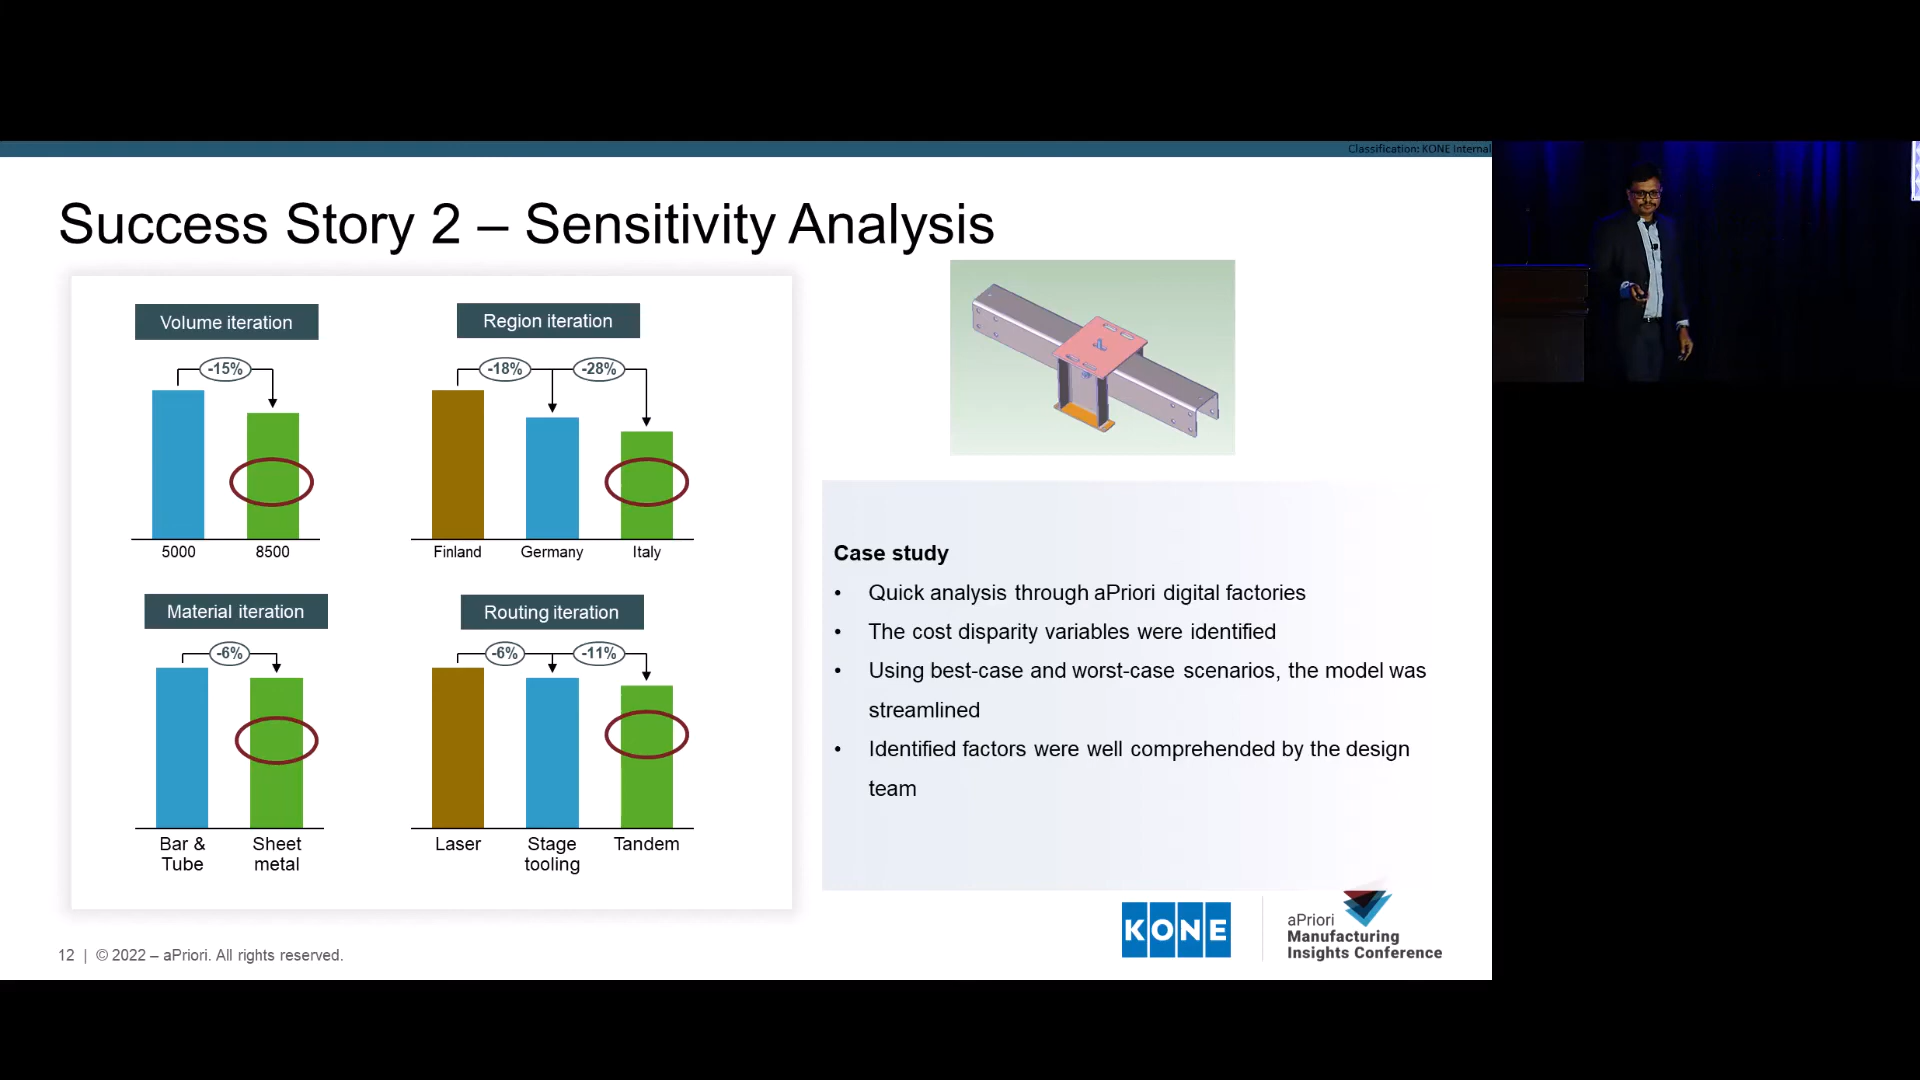 Classification: KONE Internal
Success Story 2 – Sensitivity Analysis
Volume iteration
-15%
5000 8500
Region iteration
-18% -28%
Finland Germany Italy
Material iteration
-6%
Bar & Sheet
Tube metal
Routing iteration
-6% -11%
Laser Stage Tandem
tooling
Case study
• Quick analysis through aPriori digital factories
• The cost disparity variables were identified
• Using best-case and worst-case scenarios, the model was
streamlined
• Identified factors were well comprehended by the design
team
12 | © 2022 – aPriori. All rights reserved.
KONE
aPriori
Manufacturing
Insights Conference